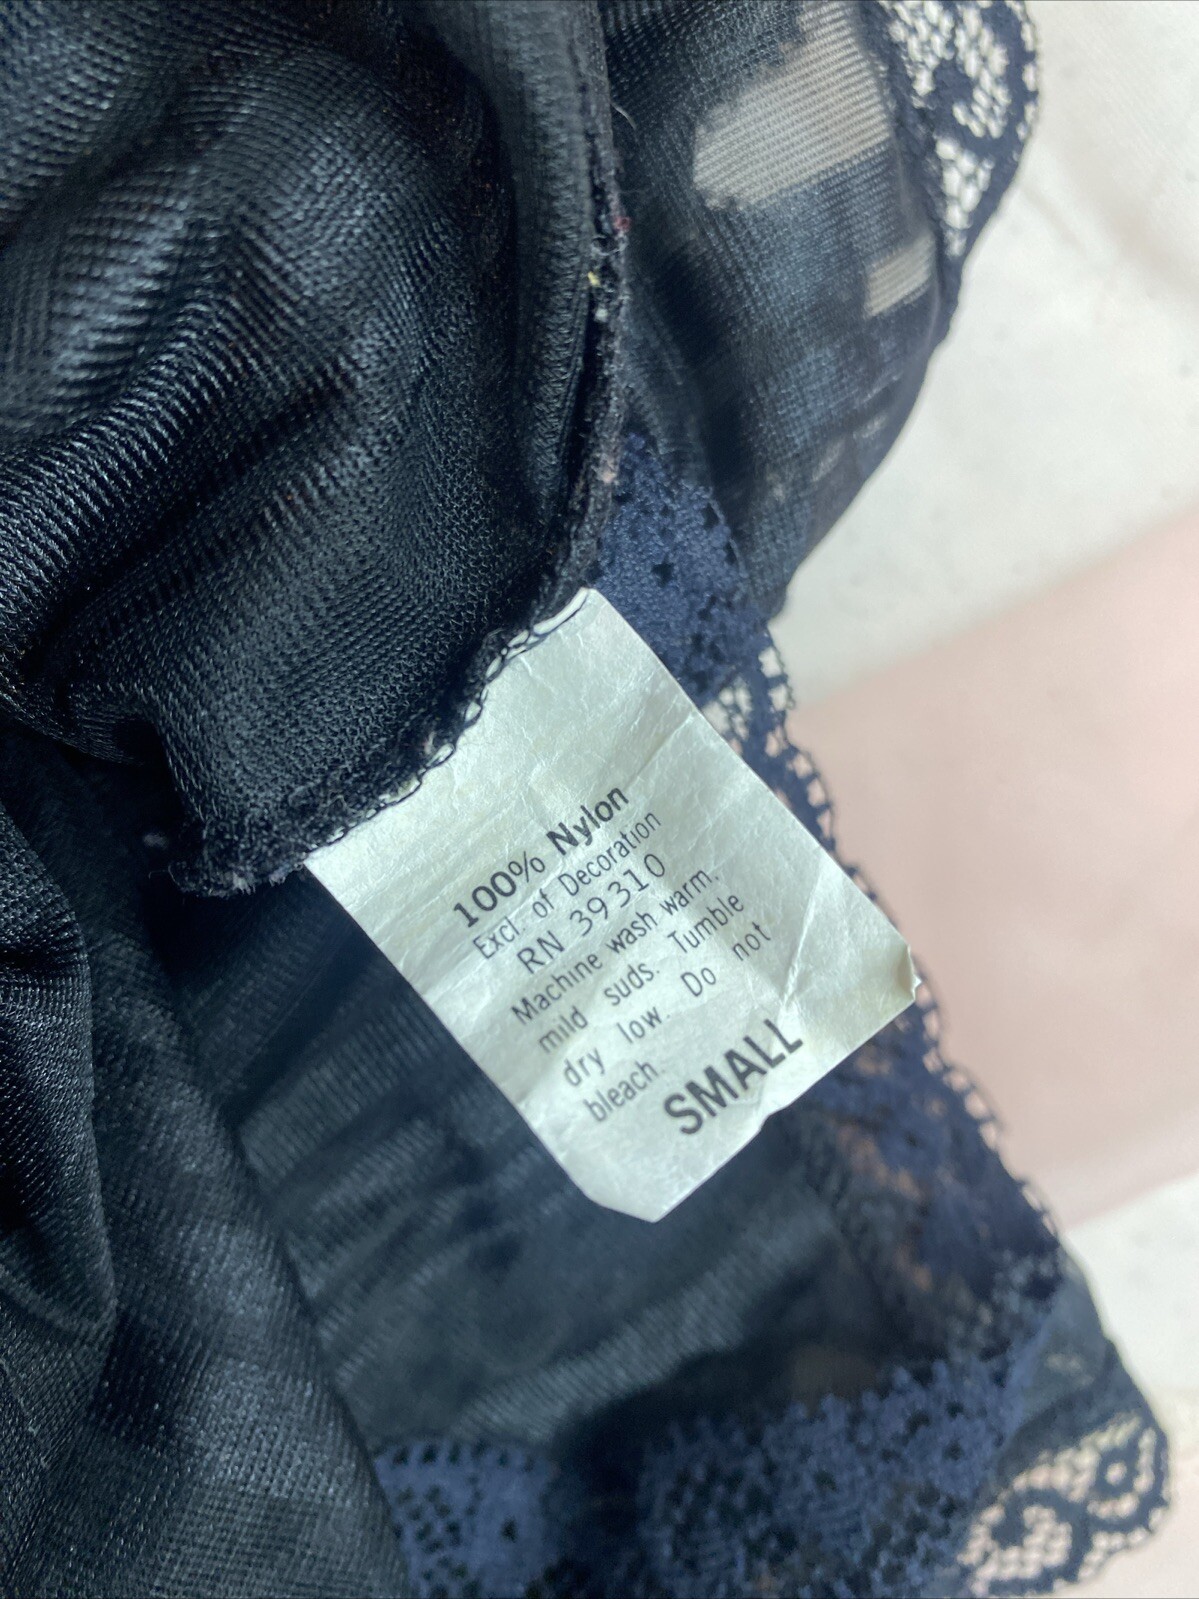 100% Nylon
Excl. of Decoration
RN 39310
Machine wash warm,
mild suds. Tumble
dry low. Do not
bleach.
SMALL